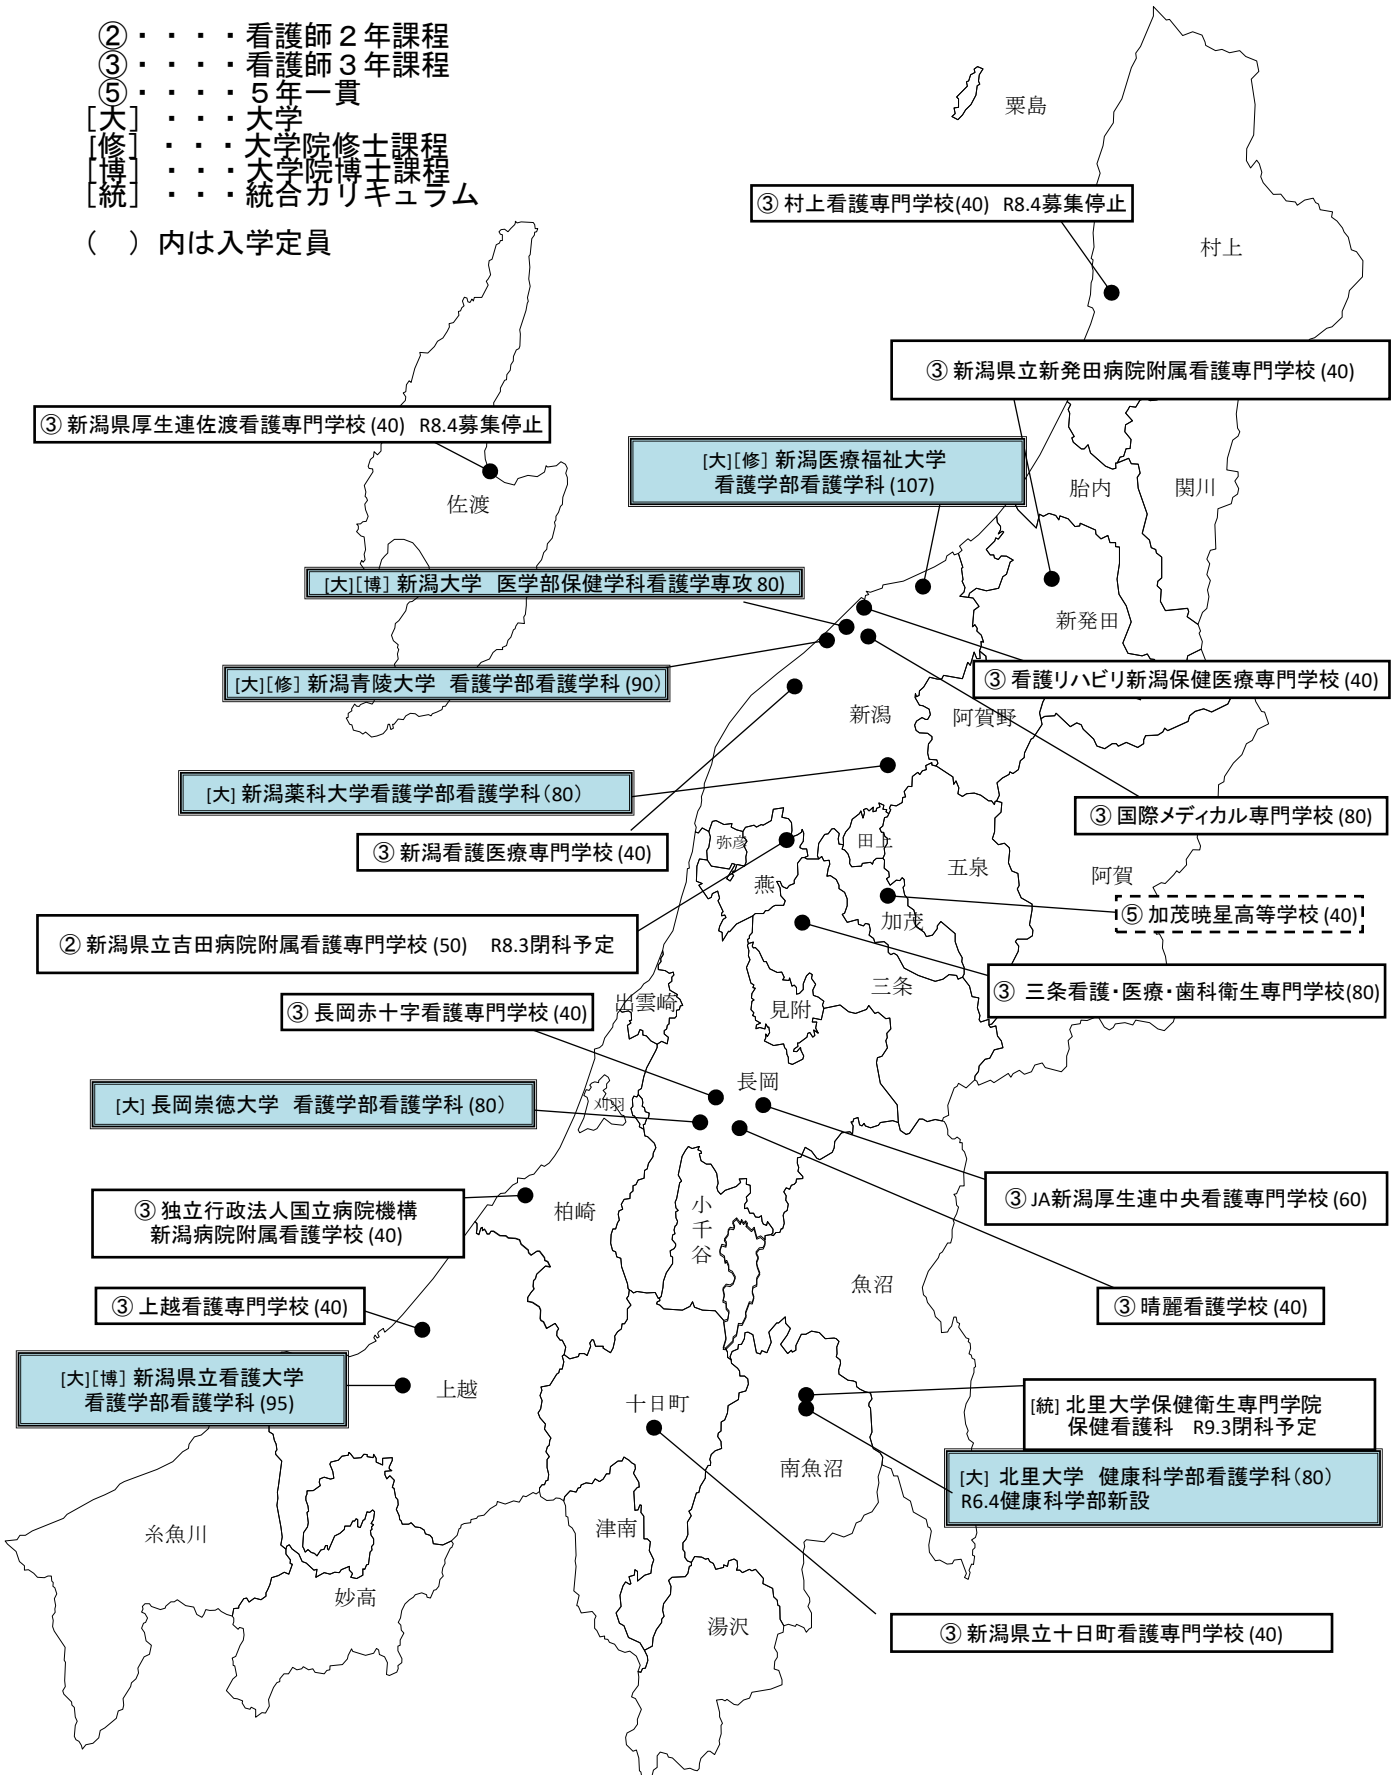 ②・・・・看護師２年課程
③・・・・看護師３年課程
⑤・・・・５年一貫
[大]　・・・大学
[修]　・・・大学院修士課程
[博]　・・・大学院博士課程
[統]　・・・統合カリキュラム
（　）内は入学定員
粟島
③ 村上看護専門学校(40)　R8.4募集停止
村上
③ 新潟県立新発田病院附属看護専門学校(40)
③ 新潟県厚生連佐渡看護専門学校(40)　R8.4募集停止
[大][修] 新潟医療福祉大学
看護学部看護学科(107)
胎内
関川
佐渡
[大][博] 新潟大学　医学部保健学科看護学専攻 80)
新発田
[大][修] 新潟青陵大学　看護学部看護学科(90)
③ 看護リハビリ新潟保健医療専門学校(40)
新潟
阿賀野
[大] 新潟薬科大学看護学部看護学科(80)
③ 国際メディカル専門学校(80)
③ 新潟看護医療専門学校(40)
弥彦
田上
五泉
阿賀
燕
⑤ 加茂暁星高等学校(40)
加茂
② 新潟県立吉田病院附属看護専門学校(50)　R8.3閉科予定
三条
③ 三条看護・医療・歯科衛生専門学校(80)
出雲崎
見附
③ 長岡赤十字看護専門学校(40)
長岡
[大] 長岡崇徳大学　看護学部看護学科(80)
刈羽
③ JA新潟厚生連中央看護専門学校(60)
③ 独立行政法人国立病院機構
新潟病院附属看護学校(40)
柏崎
小千谷
魚沼
③ 上越看護専門学校(40)
③ 晴麗看護学校(40)
[大][博] 新潟県立看護大学
看護学部看護学科(95)
上越
十日町
[統] 北里大学保健衛生専門学院
保健看護科　R9.3閉科予定
南魚沼
[大] 北里大学　健康科学部看護学科(80)
R6.4健康科学部新設
糸魚川
津南
妙高
湯沢
③ 新潟県立十日町看護専門学校(40)